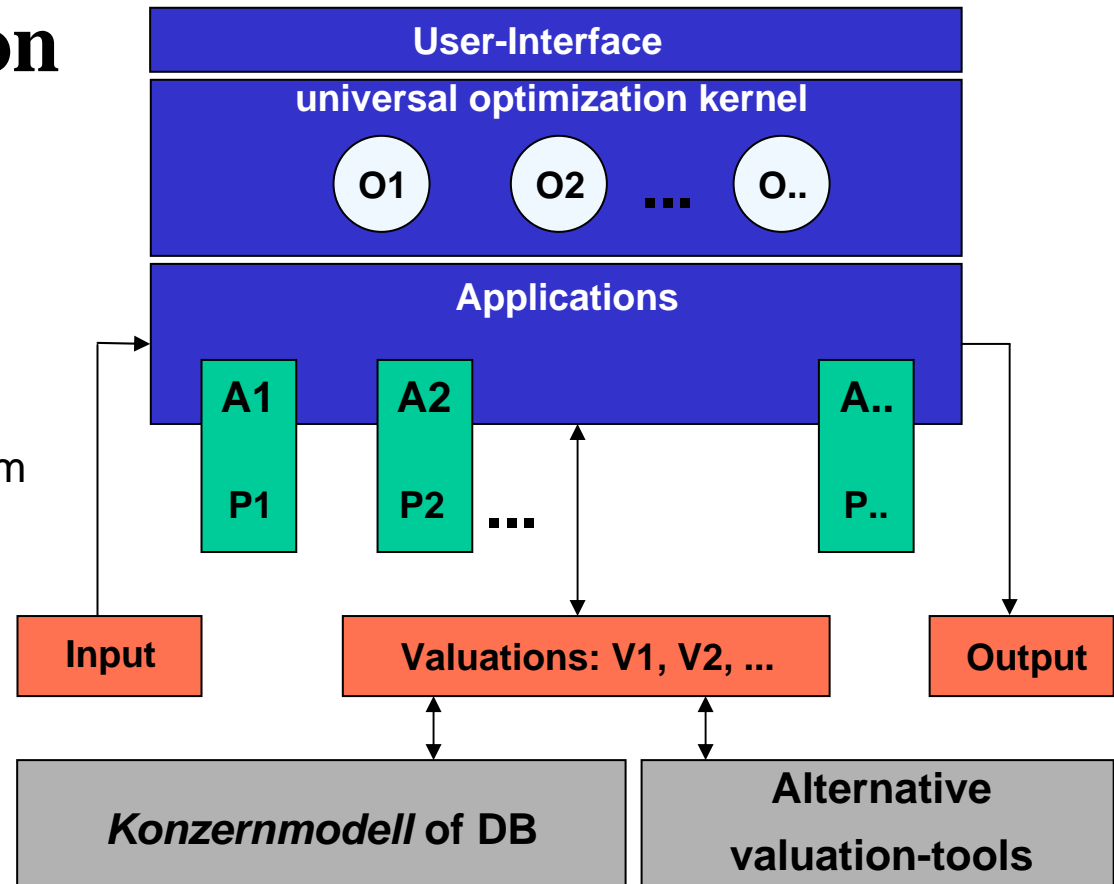 on
User-Interface
universal optimization kernel
O1 O2 ... O..
Applications
A1 A2 A..
m
P1 P2 ... P..
Input Valuations: V1, V2, ... Output
Konzernmodell of DB
Alternative
valuation-tools